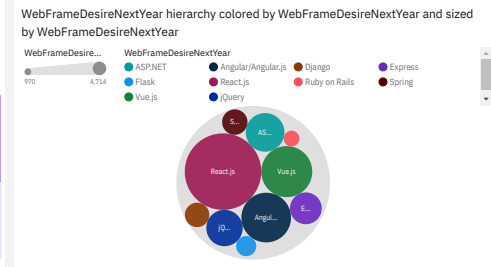 WebFrameDesireNextYear hierarchy colored by WebFrameDesireNextYear and sized
by WebFrameDesireNextYear
WebFrameDesire... WebFrameDesireNextYear
ASP.NET Angular/Angular.js Django Express
970 4,714 Flask React.js Ruby on Rails Spring
Vue.js jQuery
S...
AS...
React.js Vue.js
E...
Angul...
jQ...